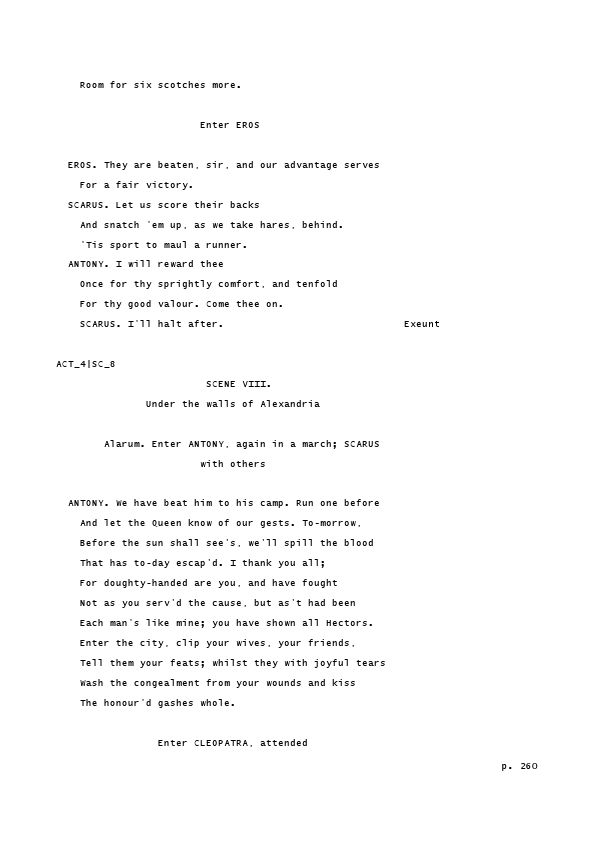 Room for six scotches more.
Enter EROS
EROS. They are beaten, sir, and our advantage serves
For a fair victory.
SCARUS. Let us score their backs
And snatch 'em up, as we take hares, behind.
'Tis sport to maul a runner.
ANTONY. I will reward thee
Once for thy sprightly comfort, and tenfold
For thy good valour. Come thee on.
SCARUS. I'll halt after. Exeunt
ACT_4|SC_8
SCENE VIII.
Under the walls of Alexandria
Alarum. Enter ANTONY, again in a march; SCARUS
with others
ANTONY. We have beat him to his camp. Run one before
And let the Queen know of our gests. To-morrow,
Before the sun shall see's, we'll spill the blood
That has to-day escap'd. I thank you all;
For doughty-handed are you, and have fought
Not as you serv'd the cause, but as't had been
Each man's like mine; you have shown all Hectors.
Enter the city, clip your wives, your friends,
Tell them your feats; whilst they with joyful tears
Wash the congealment from your wounds and kiss
The honour'd gashes whole.
Enter CLEOPATRA, attended
p. 260